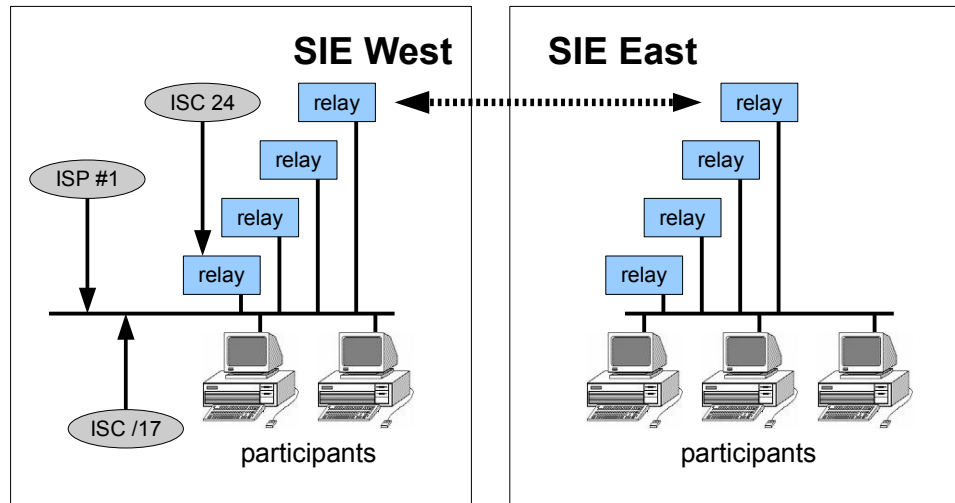 SIE West
ISC 24
relay
relay
ISP #1
relay
relay
ISC /17
participants
SIE East
relay
relay
relay
relay
participants